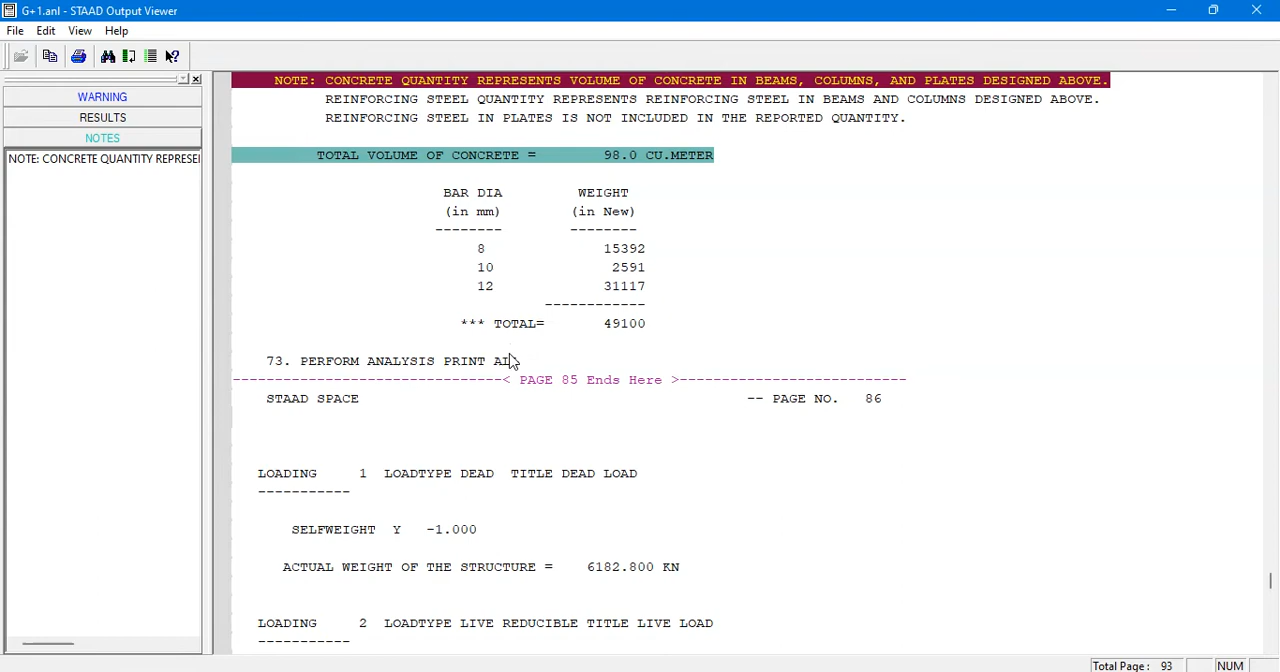 G+1.anl - STAAD Output Viewer
File Edit View Help
WARNING
RESULTS
NOTES
NOTE: CONCRETE QUANTITY REPRESEI
NOTE: CONCRETE QUANTITY REPRESENTS VOLUME OF CONCRETE IN BEAMS, COLUMNS, AND PLATES DESIGNED ABOVE.
REINFORCING STEEL QUANTITY REPRESENTS REINFORCING STEEL IN BEAMS AND COLUMNS DESIGNED ABOVE.
REINFORCING STEEL IN PLATES IS NOT INCLUDED IN THE REPORTED QUANTITY.
TOTAL VOLUME OF CONCRETE = 98.0 CU.METER
BAR DIA WEIGHT
(in mm) (in New)
-------- --------
8 15392
10 2591
12 31117
------------
*** TOTAL= 49100
73. PERFORM ANALYSIS PRINT
--------------------------------< PAGE 85 Ends Here >---------------------------
STAAD SPACE -- PAGE NO. 86
LOADING 1 LOADTYPE DEAD TITLE DEAD LOAD
-----------
SELFWEIGHT Y -1.000
ACTUAL WEIGHT OF THE STRUCTURE = 6182.800 KN
LOADING 2 LOADTYPE LIVE REDUCIBLE TITLE LIVE LOAD
-----------
Total Page : 93 NUM